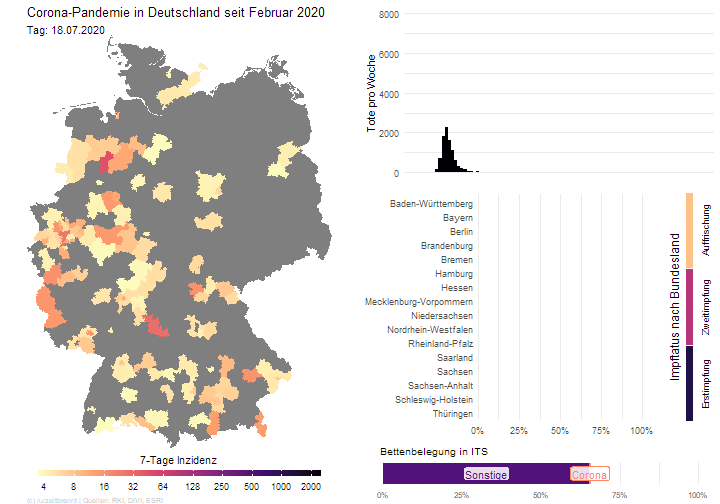 Corona-Pandemie in Deutschland seit Februar 2020
Tag: 18.07.2020
7-Tage Inzidenz
4 8 16 32 64 128 250 500 1000 2000
(c) /u/zeitbrennt | Quellen: RKI, DIVI, ESRI
Tote pro Woche
8000
6000
4000
2000
0
Baden-Württemberg
Bayern
Berlin
Brandenburg
Bremen
Hamburg
Hessen
Mecklenburg-Vorpommern
Niedersachsen
Nordrhein-Westfalen
Rheinland-Pfalz
Saarland
Sachsen
Sachsen-Anhalt
Schleswig-Holstein
Thüringen
0% 25% 50% 75% 100%
Impfstatus nach Bundesland
Auffrischung
Zweitimpfung
Erstimpfung
Bettenbelegung in ITS
Sonstige Corona
0% 25% 50% 75% 100%